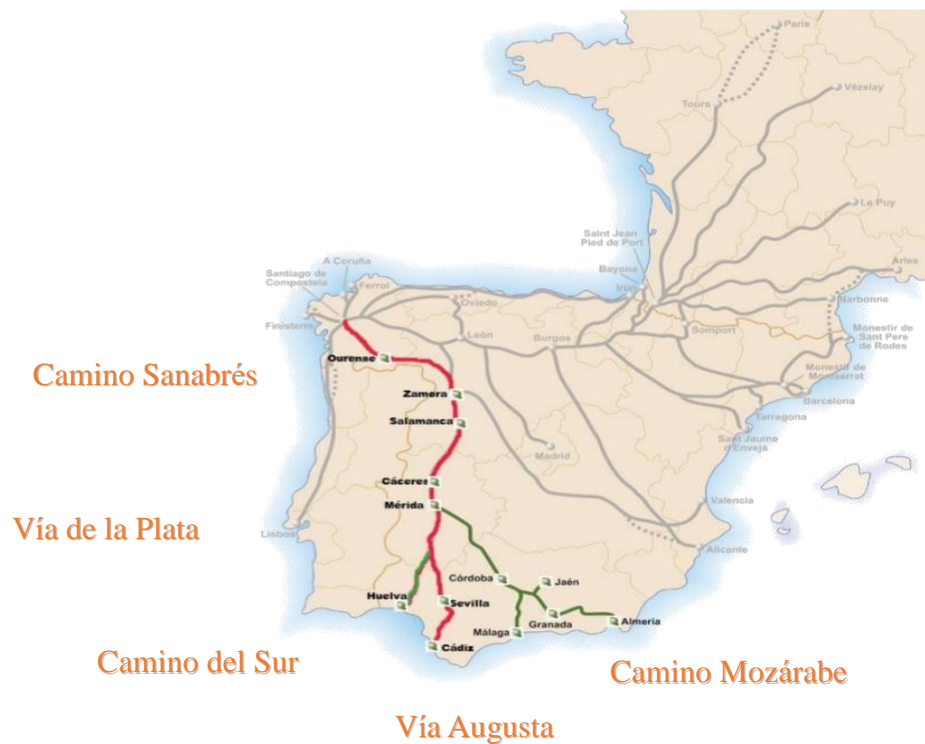 Paris
Vézelay
Tours
Le Puy
Saint Jean
Pied de Port
Arles
A Coruña
Bayona
Santiago de
Compostela
Ferrol
Irún
Oviedo
Narbonne
Finisterra
León
Burgos
Somport
Monestir de
Sant Pere
de Rodes
Ourense
Camino Sanabrés
Monestir de
Montserrat
Zamora
Barcelona
Salamanca
Tarragona
Sant Jaume
d'Enveja
Madrid
Cáceres
Mérida
Valencia
Vía de la Plata
Lisboa
Alicante
Córdoba
Jaén
Huelva
Sevilla
Granada
Almeria
Málaga
Cádiz
Camino del Sur
Camino Mozárabe
Vía Augusta